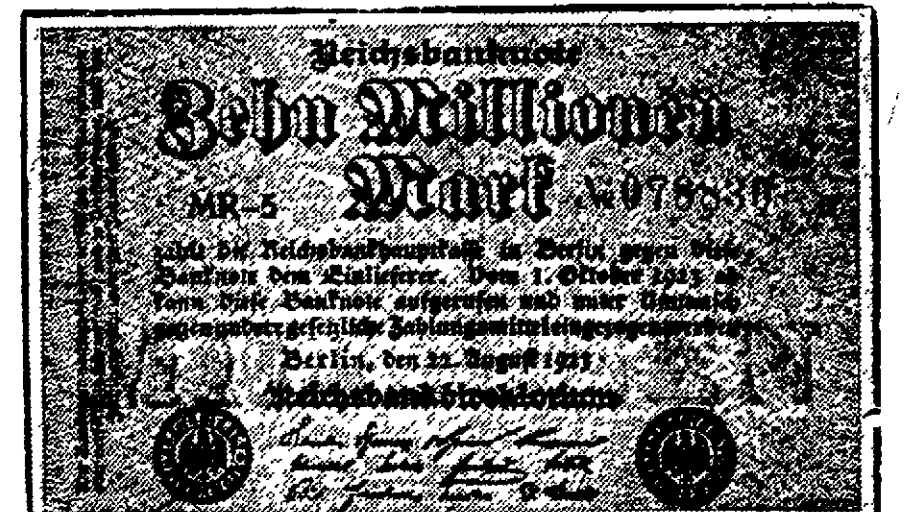 Reichsbanknote
Zehn Millionen
Mark
MR-5 № 078830
zahlt die Reichsbankhauptkasse in Berlin gegen diese
Banknote dem Einlieferer. Vom 1. Oktober 1923 ab
kann diese Banknote aufgerufen und unter Umtausch
gegen andere gesetzliche Zahlungsmittel eingezogen werden
Berlin, den 22. August 1923
Reichsbankdirektorium